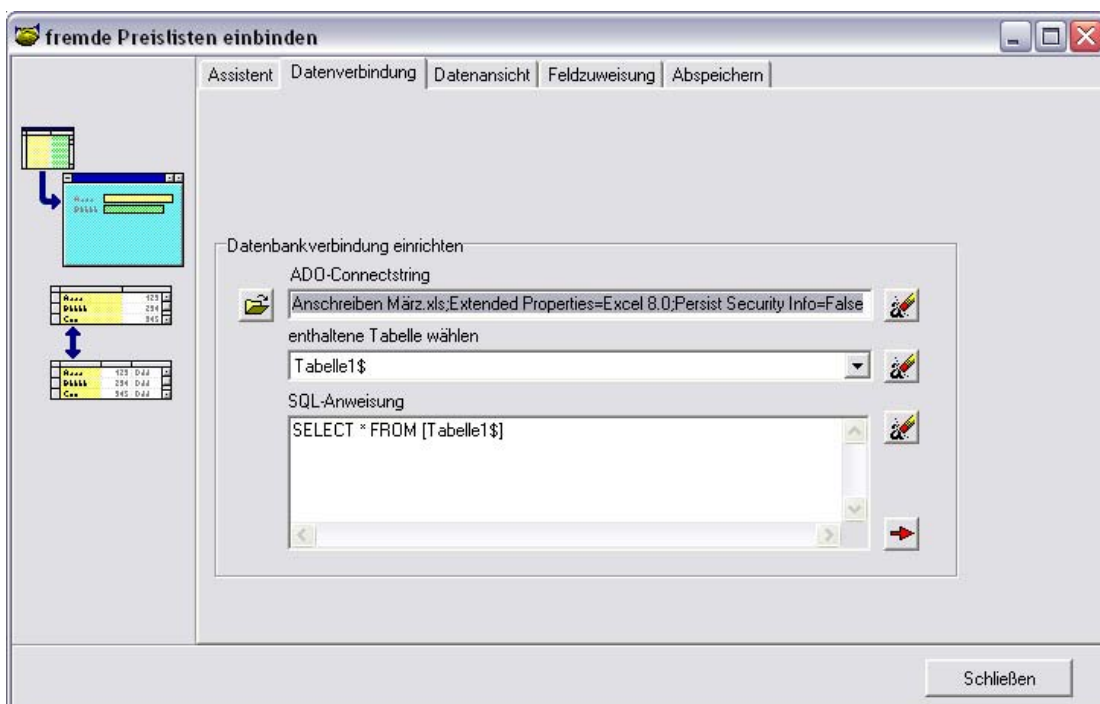 fremde Preislisten einbinden
Assistent Datenverbindung Datenansicht Feldzuweisung Abspeichern
Datenbankverbindung einrichten
ADO-Connectstring
Anschreiben März.xls;Extended Properties=Excel 8.0;Persist Security Info=False
enthaltene Tabelle wählen
Tabelle1$
SQL-Anweisung
SELECT * FROM [Tabelle1$]
Schließen